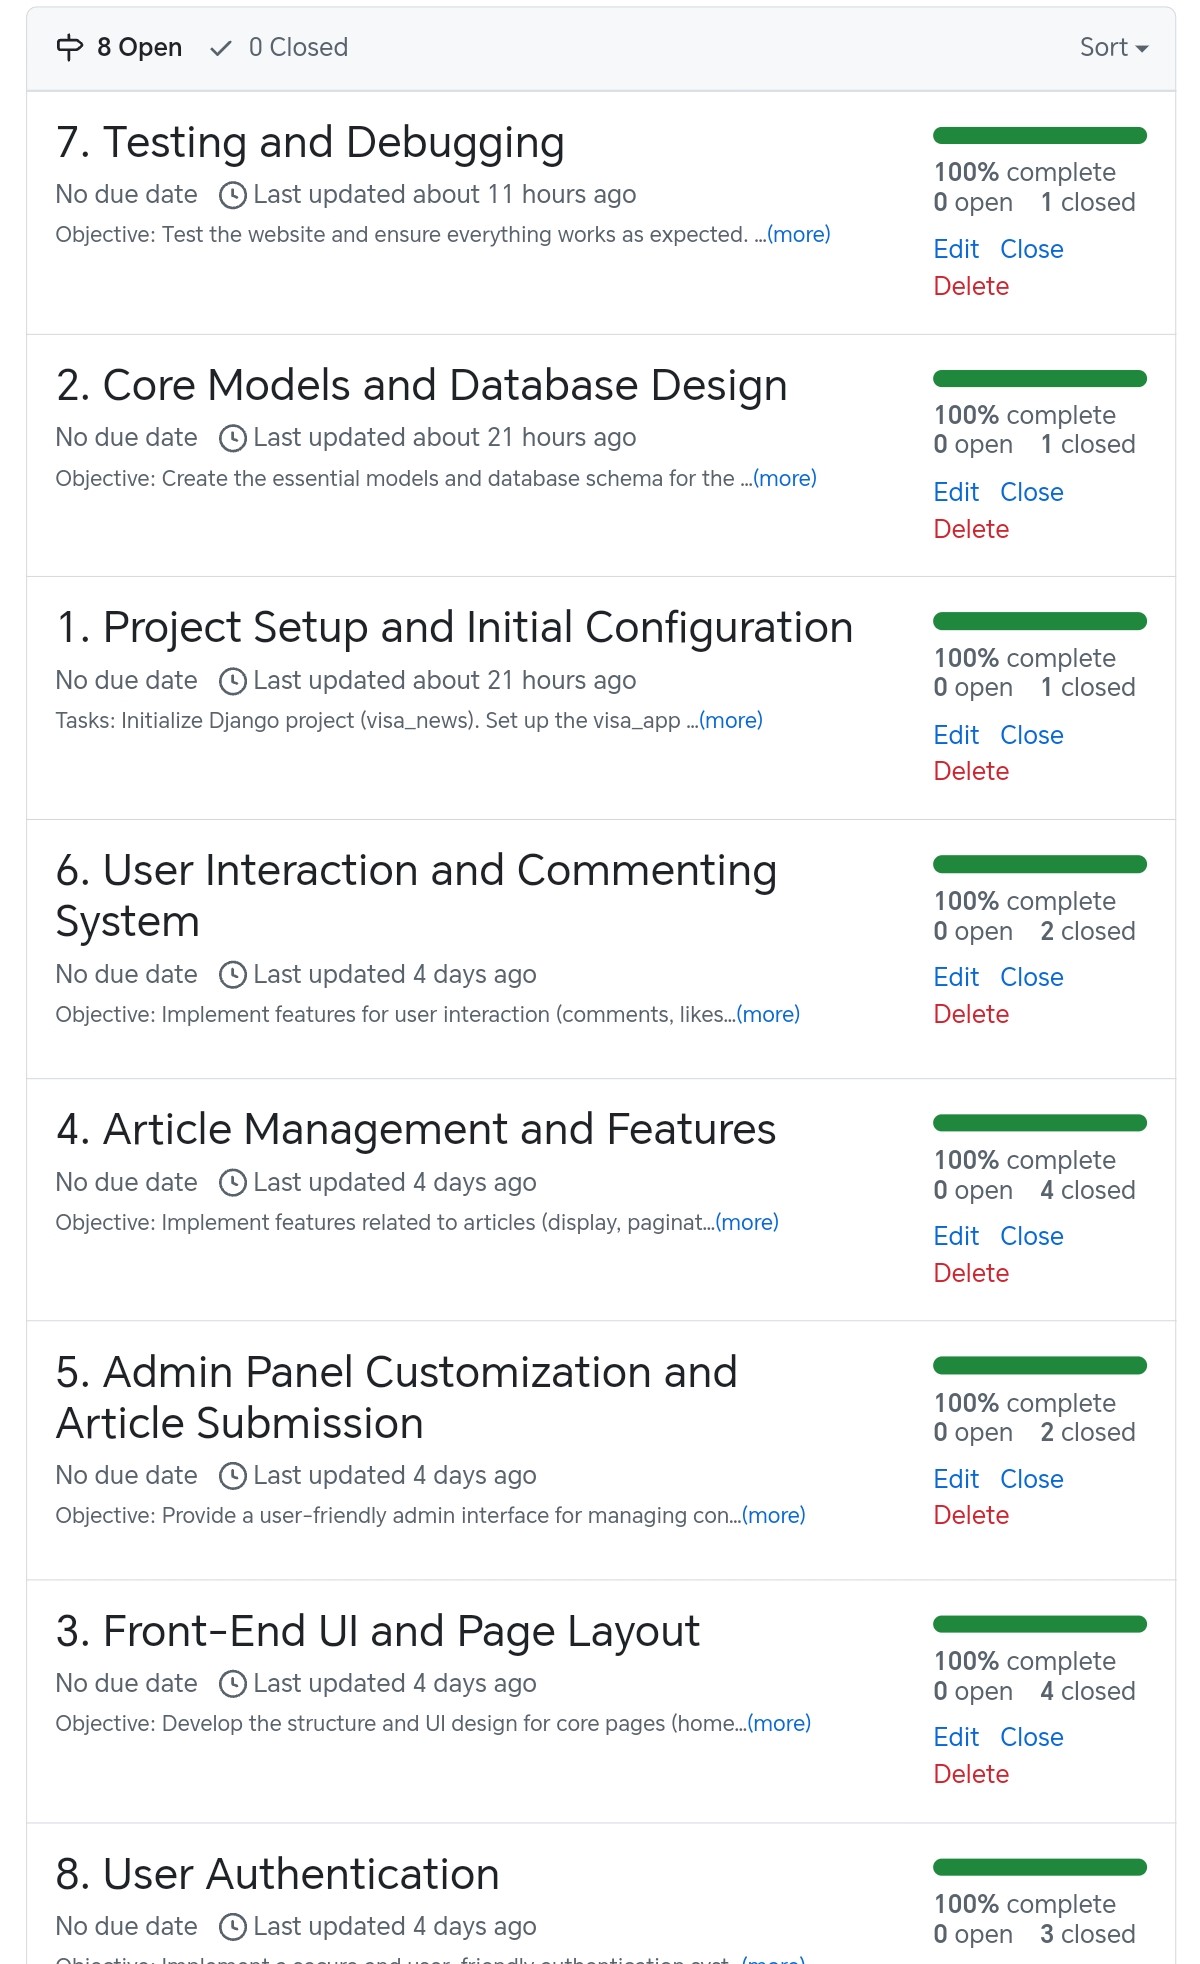 8 Open 0 Closed Sort
7. Testing and Debugging
No due date Last updated about 11 hours ago
Objective: Test the website and ensure everything works as expected. ...(more)
100% complete
0 open 1 closed
Edit Close
Delete
2. Core Models and Database Design
No due date Last updated about 21 hours ago
Objective: Create the essential models and database schema for the ...(more)
100% complete
0 open 1 closed
Edit Close
Delete
1. Project Setup and Initial Configuration
No due date Last updated about 21 hours ago
Tasks: Initialize Django project (visa_news). Set up the visa_app ...(more)
100% complete
0 open 1 closed
Edit Close
Delete
6. User Interaction and Commenting
System
No due date Last updated 4 days ago
Objective: Implement features for user interaction (comments, likes...(more)
100% complete
0 open 2 closed
Edit Close
Delete
4. Article Management and Features
No due date Last updated 4 days ago
Objective: Implement features related to articles (display, paginat...(more)
100% complete
0 open 4 closed
Edit Close
Delete
5. Admin Panel Customization and
Article Submission
No due date Last updated 4 days ago
Objective: Provide a user-friendly admin interface for managing con...(more)
100% complete
0 open 2 closed
Edit Close
Delete
3. Front-End UI and Page Layout
No due date Last updated 4 days ago
Objective: Develop the structure and UI design for core pages (home...(more)
100% complete
0 open 4 closed
Edit Close
Delete
8. User Authentication
No due date Last updated 4 days ago
Objective: Implement a secure and user-friendly authentication syst...(more)
100% complete
0 open 3 closed